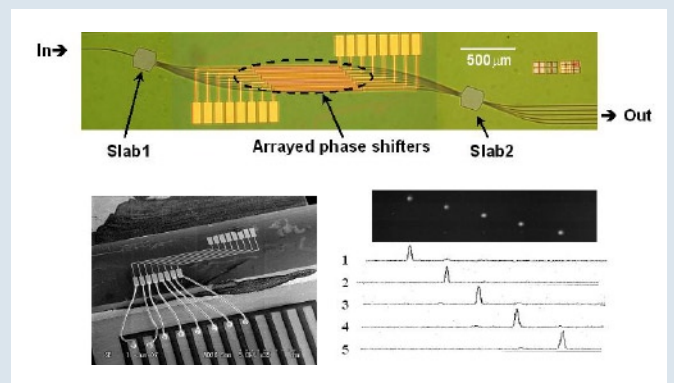 In→
500 μm
→ Out
Slab1
Arrayed phase shifters
Slab2
1
2
3
4
5